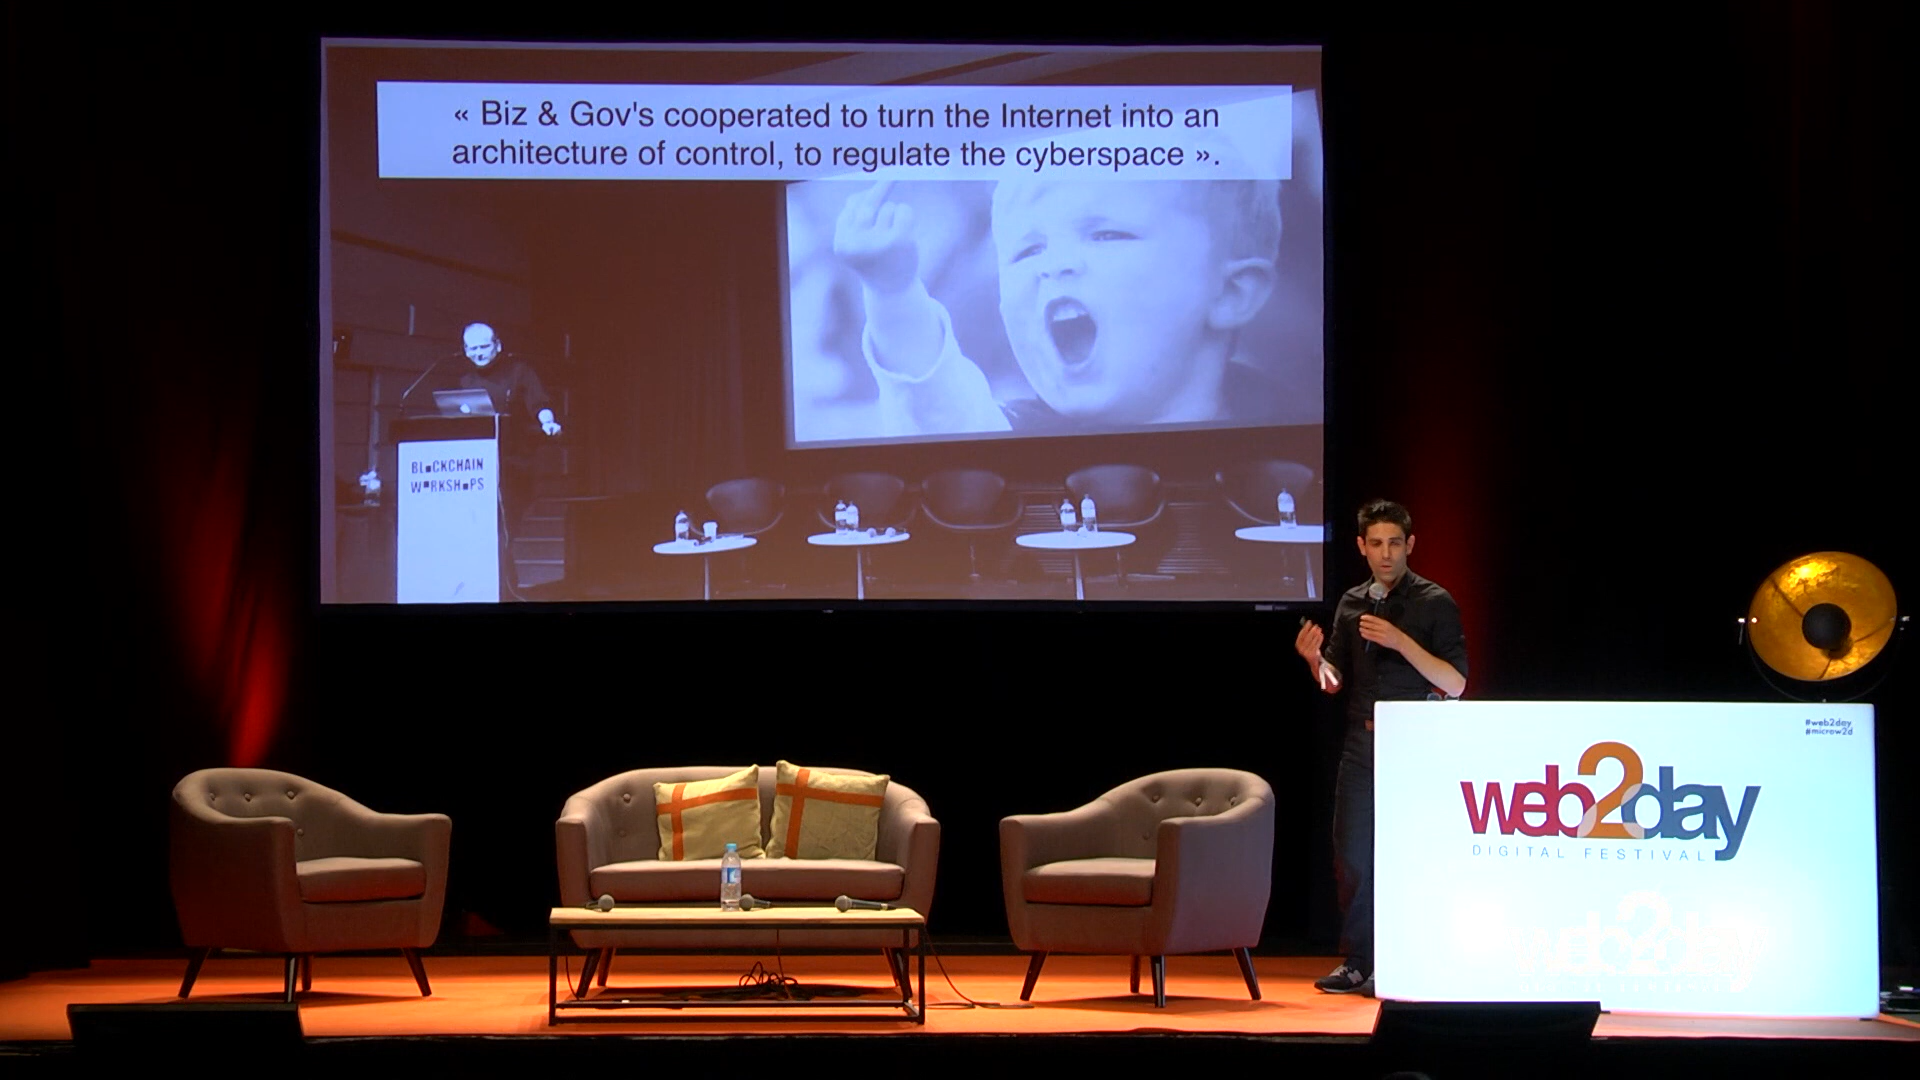 « Biz & Gov's cooperated to turn the Internet into an
architecture of control, to regulate the cyberspace ».
BL■CKCHAIN
W■RKSH■PS
#web2day
#microw2d
web2day
DIGITAL FESTIVAL
web2day